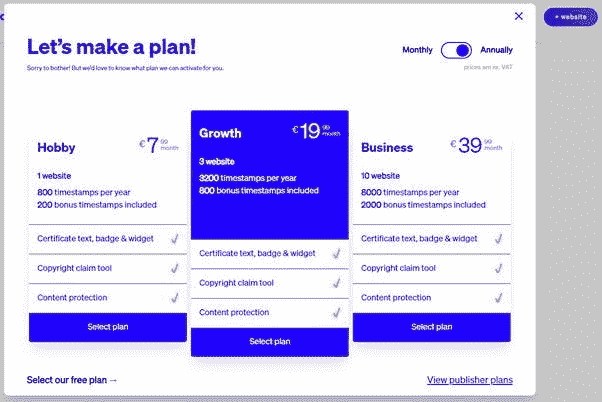 + website
Let's make a plan!
Sorry to bother! But we'd love to know what plan we can activate for you.
Monthly Annually
prices are ex. VAT
Hobby
€ 7 99 month
1 website
800 timestamps per year
200 bonus timestamps included
Certificate text, badge & widget
Copyright claim tool
Content protection
Select plan
Growth
€ 19 99 month
3 website
3200 timestamps per year
800 bonus timestamps included
Certificate text, badge & widget
Copyright claim tool
Content protection
Select plan
Business
€ 39 99 month
10 website
8000 timestamps per year
2000 bonus timestamps included
Certificate text, badge & widget
Copyright claim tool
Content protection
Select plan
Select our free plan →
View publisher plans